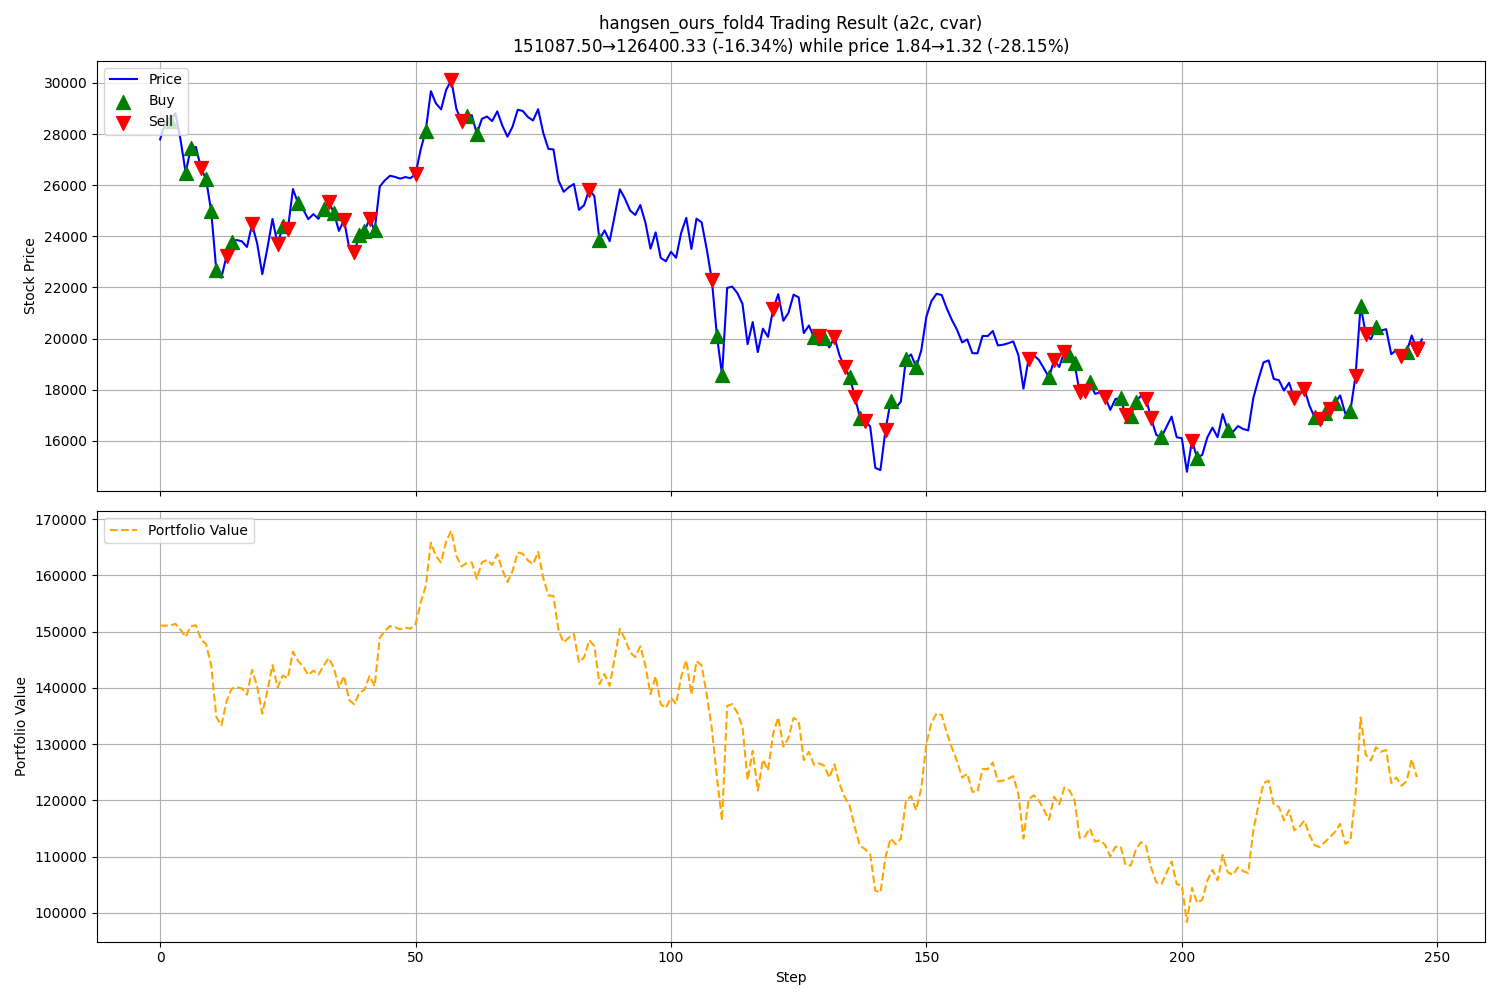 hangsen_ours_fold4 Trading Result (a2c, cvar)
151087.50→126400.33 (-16.34%) while price 1.84→1.32 (-28.15%)
Price
Buy
Sell
30000
28000
26000
24000
22000
20000
18000
16000
Stock Price
Portfolio Value
170000
160000
150000
140000
130000
120000
110000
100000
Portfolio Value
0 50 100 150 200 250
Step